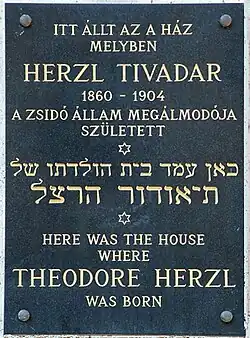 ITT ÁLLT AZ A HÁZ
MELYBEN
HERZL TIVADAR
1860 - 1904
A ZSIDÓ ÁLLAM MEGÁLMODÓJA
SZÜLETETT
כאן עמד בית הולדתו של
תיאודור הרצל
HERE WAS THE HOUSE
WHERE
THEODORE HERZL
WAS BORN